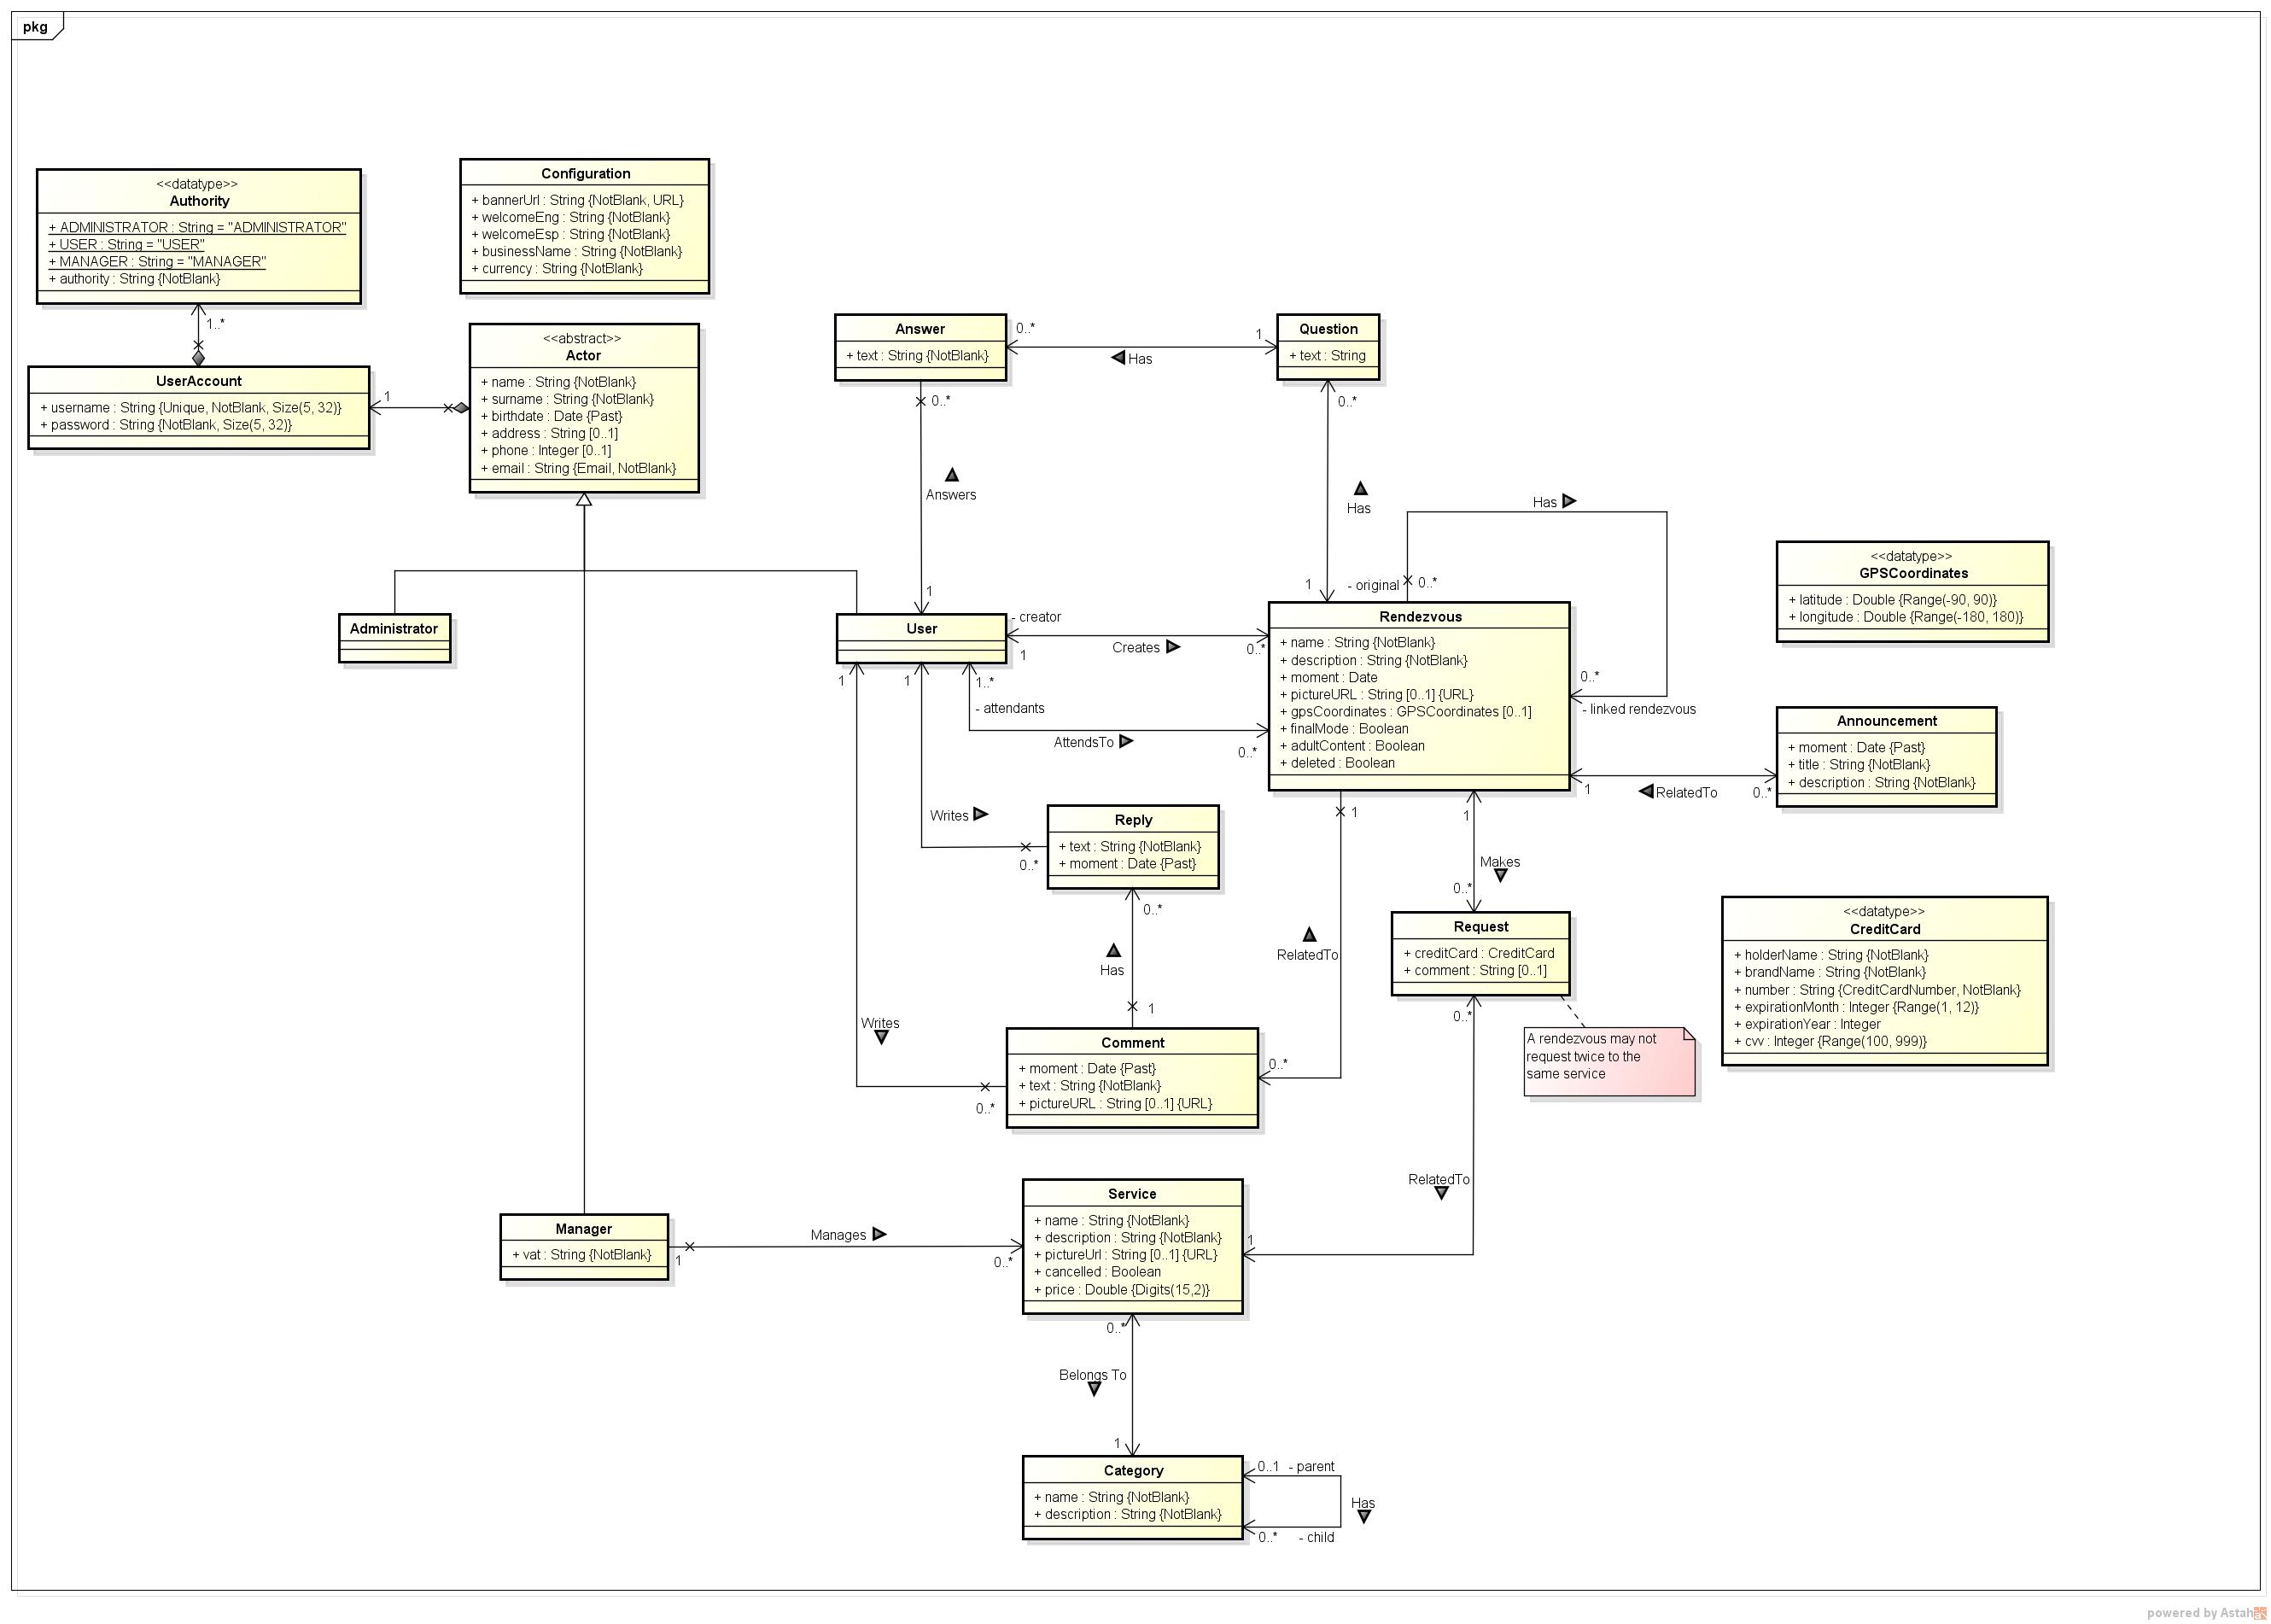 pkg
<<datatype>>
Authority
+ ADMINISTRATOR : String = "ADMINISTRATOR"
+ USER : String = "USER"
+ MANAGER : String = "MANAGER"
+ authority : String {NotBlank}
Configuration
+ bannerUrl : String {NotBlank, URL}
+ welcomeEng : String {NotBlank}
+ welcomeEsp : String {NotBlank}
+ businessName : String {NotBlank}
+ currency : String {NotBlank}
1..*
UserAccount
+ username : String {Unique, NotBlank, Size(5, 32)}
+ password : String {NotBlank, Size(5, 32)}
1
<<abstract>>
Actor
+ name : String {NotBlank}
+ surname : String {NotBlank}
+ birthdate : Date {Past}
+ address : String [0..1]
+ phone : Integer [0..1]
+ email : String {Email, NotBlank}
Answer
+ text : String {NotBlank}
0..*
1
Has
Question
+ text : String
0..*
0..*
Answers
Has
Has
1
1
- original
0..*
<<datatype>>
GPSCoordinates
+ latitude : Double {Range(-90, 90)}
+ longitude : Double {Range(-180, 180)}
Administrator
User
- creator
1
Creates
0..*
Rendezvous
+ name : String {NotBlank}
+ description : String {NotBlank}
+ moment : Date
+ pictureURL : String [0..1] {URL}
+ gpsCoordinates : GPSCoordinates [0..1]
+ finalMode : Boolean
+ adultContent : Boolean
+ deleted : Boolean
0..*
- linked rendezvous
1
1
1..*
- attendants
AttendsTo
0..*
Announcement
+ moment : Date {Past}
+ title : String {NotBlank}
+ description : String {NotBlank}
1
RelatedTo
0..*
Writes
0..*
Reply
+ text : String {NotBlank}
+ moment : Date {Past}
1
1
Makes
0..*
0..*
Has
1
RelatedTo
Request
+ creditCard : CreditCard
+ comment : String [0..1]
0..*
A rendezvous may not
request twice to the
same service
<<datatype>>
CreditCard
+ holderName : String {NotBlank}
+ brandName : String {NotBlank}
+ number : String {CreditCardNumber, NotBlank}
+ expirationMonth : Integer {Range(1, 12)}
+ expirationYear : Integer
+ cvv : Integer {Range(100, 999)}
Writes
0..*
Comment
+ moment : Date {Past}
+ text : String {NotBlank}
+ pictureURL : String [0..1] {URL}
0..*
RelatedTo
Manager
+ vat : String {NotBlank}
1
Manages
0..*
Service
+ name : String {NotBlank}
+ description : String {NotBlank}
+ pictureUrl : String [0..1] {URL}
+ cancelled : Boolean
+ price : Double {Digits(15,2)}
1
0..*
Belongs To
1
Category
+ name : String {NotBlank}
+ description : String {NotBlank}
0..1 - parent
Has
0..* - child
powered by Astah